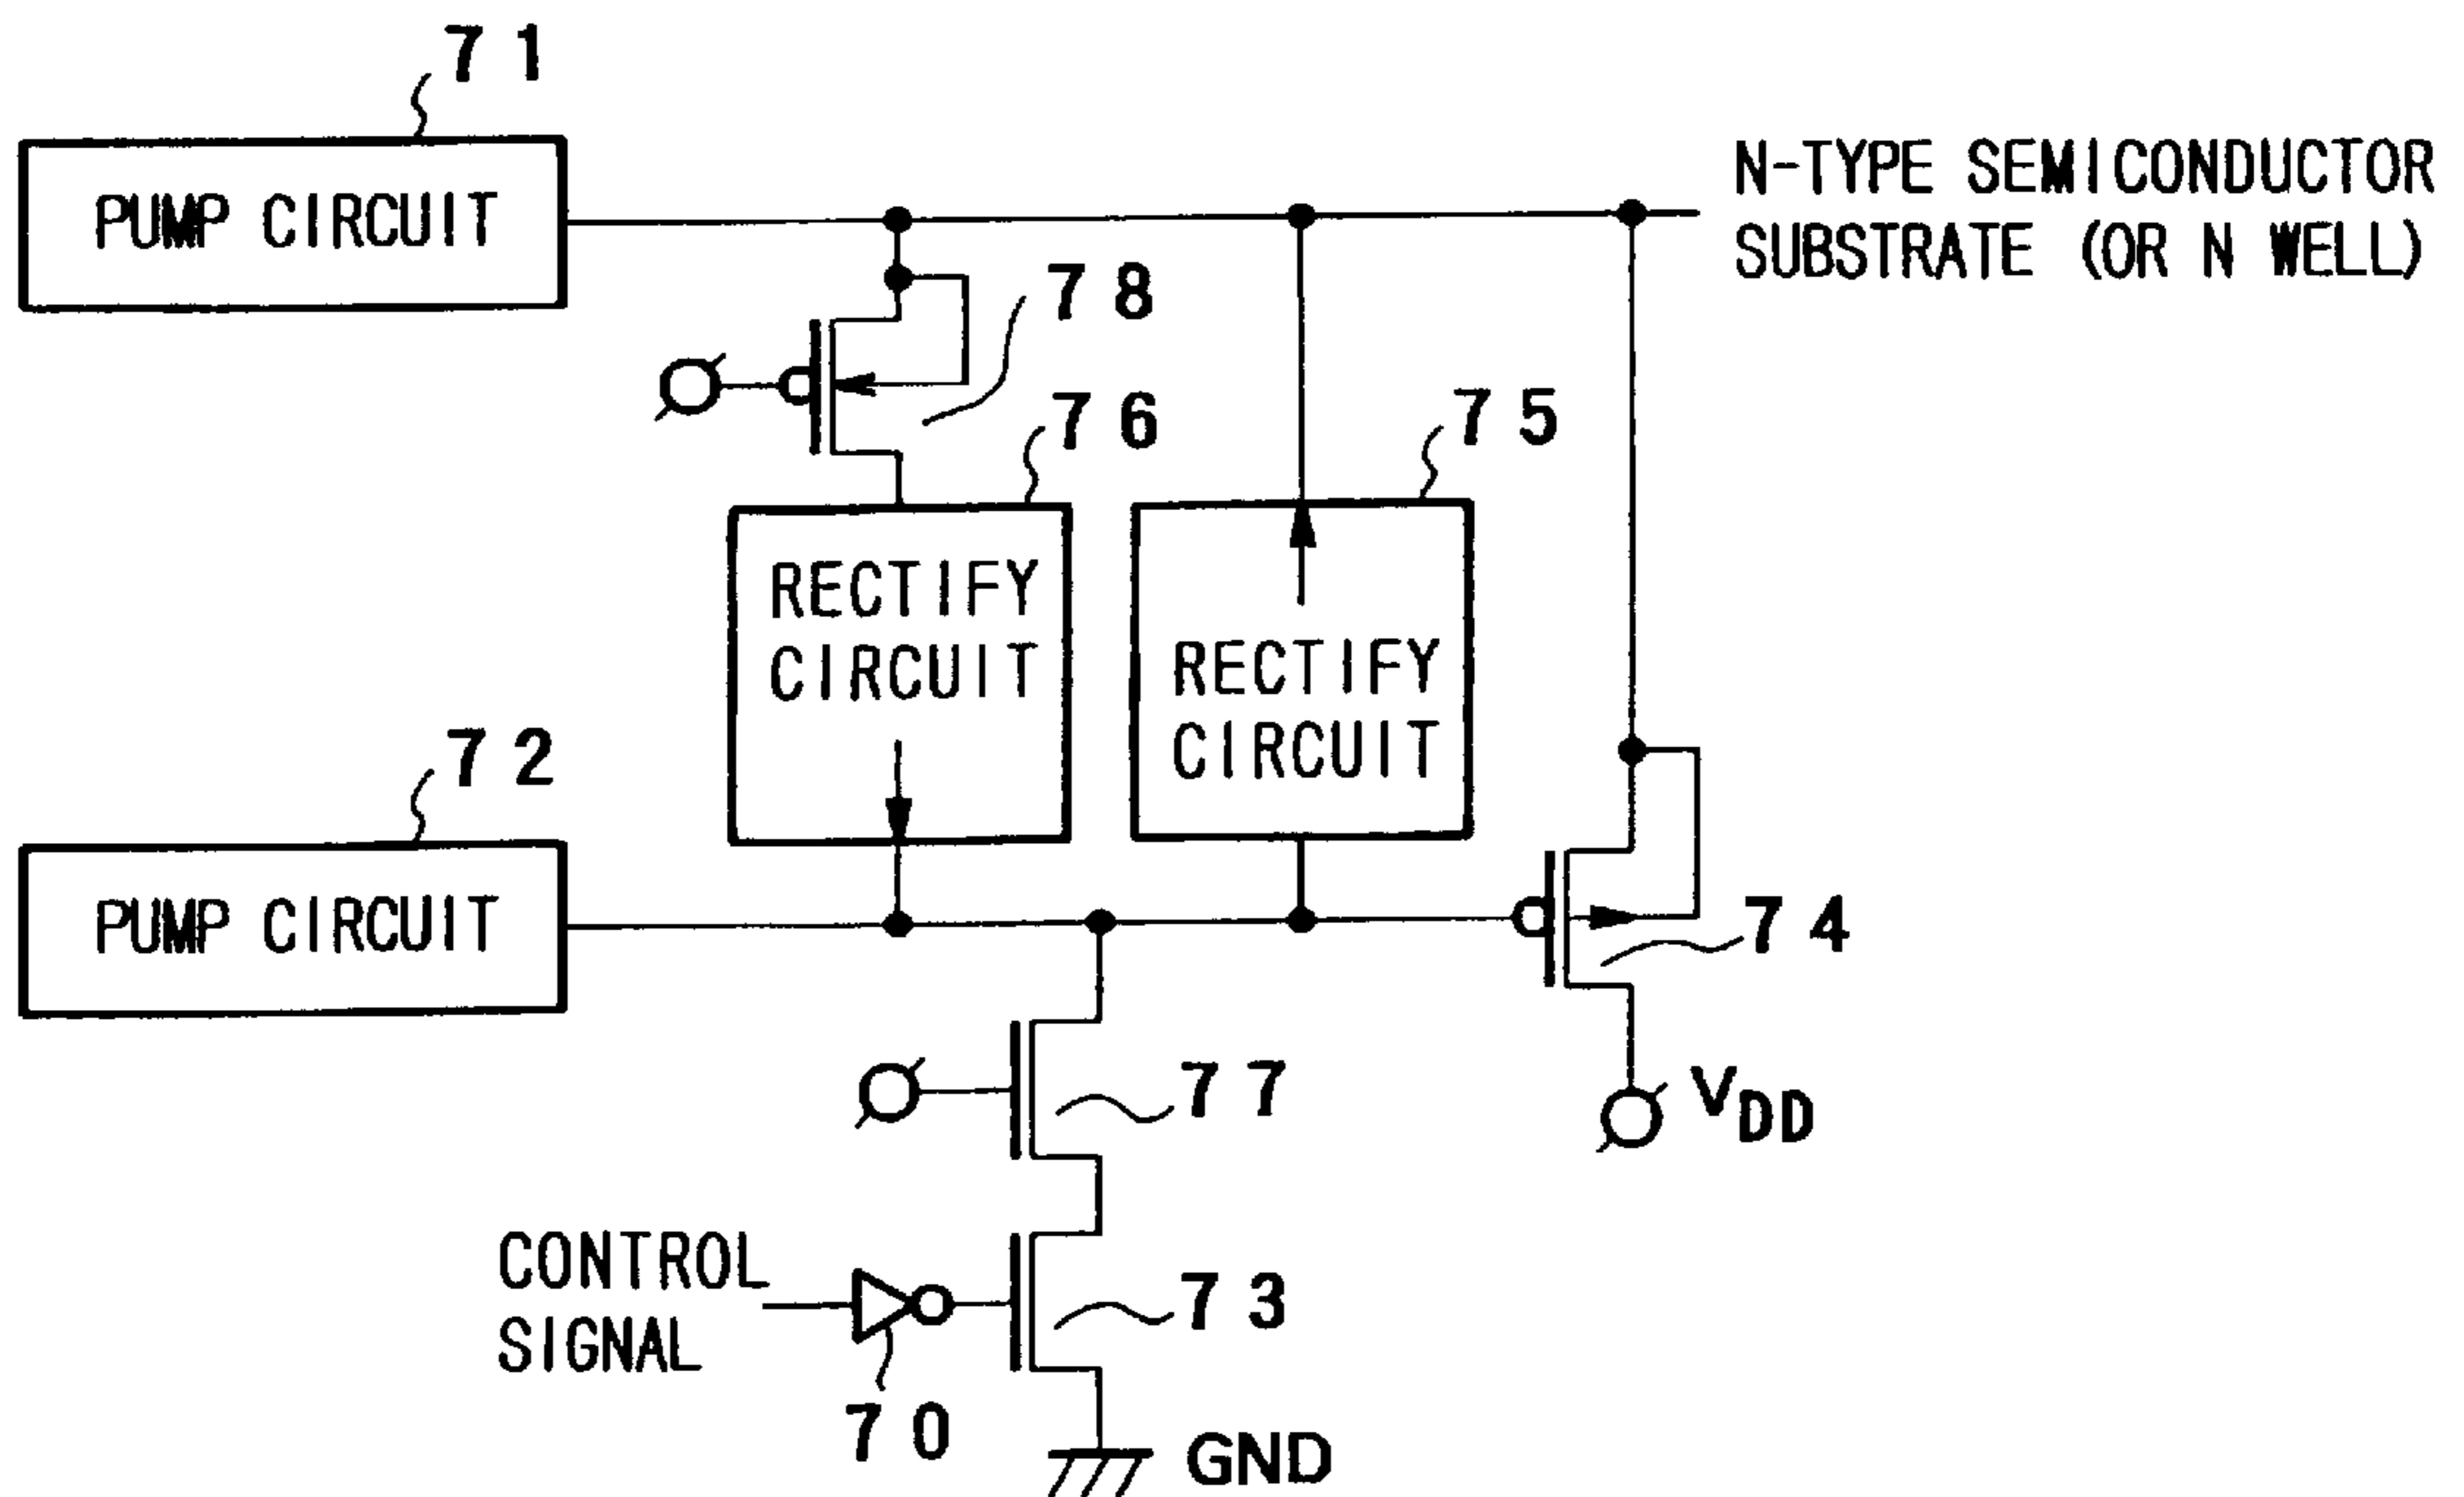 71
PUMP CIRCUIT
N-TYPE SEMICONDUCTOR
SUBSTRATE (OR N WELL)
78
76
75
RECTIFY
CIRCUIT
RECTIFY
CIRCUIT
72
PUMP CIRCUIT
74
77
VDD
CONTROL
SIGNAL
73
70
GND